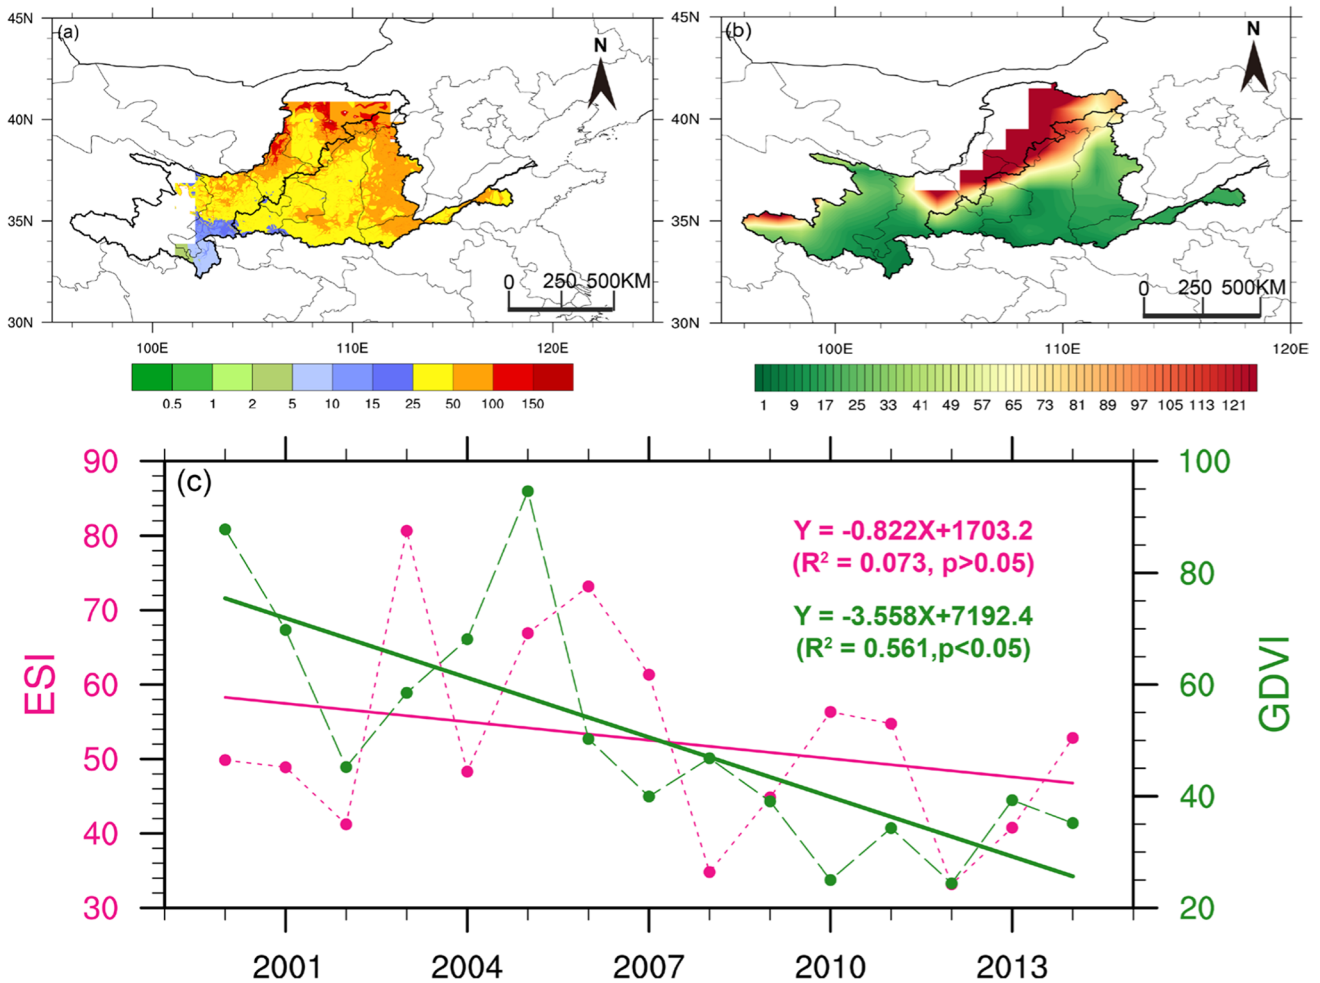 45N
(a)
N
40N
35N
0 250 500KM
30N
100E 110E 120E
0.5 1 2 5 10 15 25 50 100 150
45N
(b)
N
40N
35N
0 250 500KM
30N
100E 110E 120E
1 9 17 25 33 41 49 57 65 73 81 89 97 105 113 121
(c)
90
80
70
60
50
40
30
ESI
Y = -0.822X+1703.2
(R² = 0.073, p>0.05)
Y = -3.558X+7192.4
(R² = 0.561,p<0.05)
100
80
60
40
20
GDVI
2001 2004 2007 2010 2013